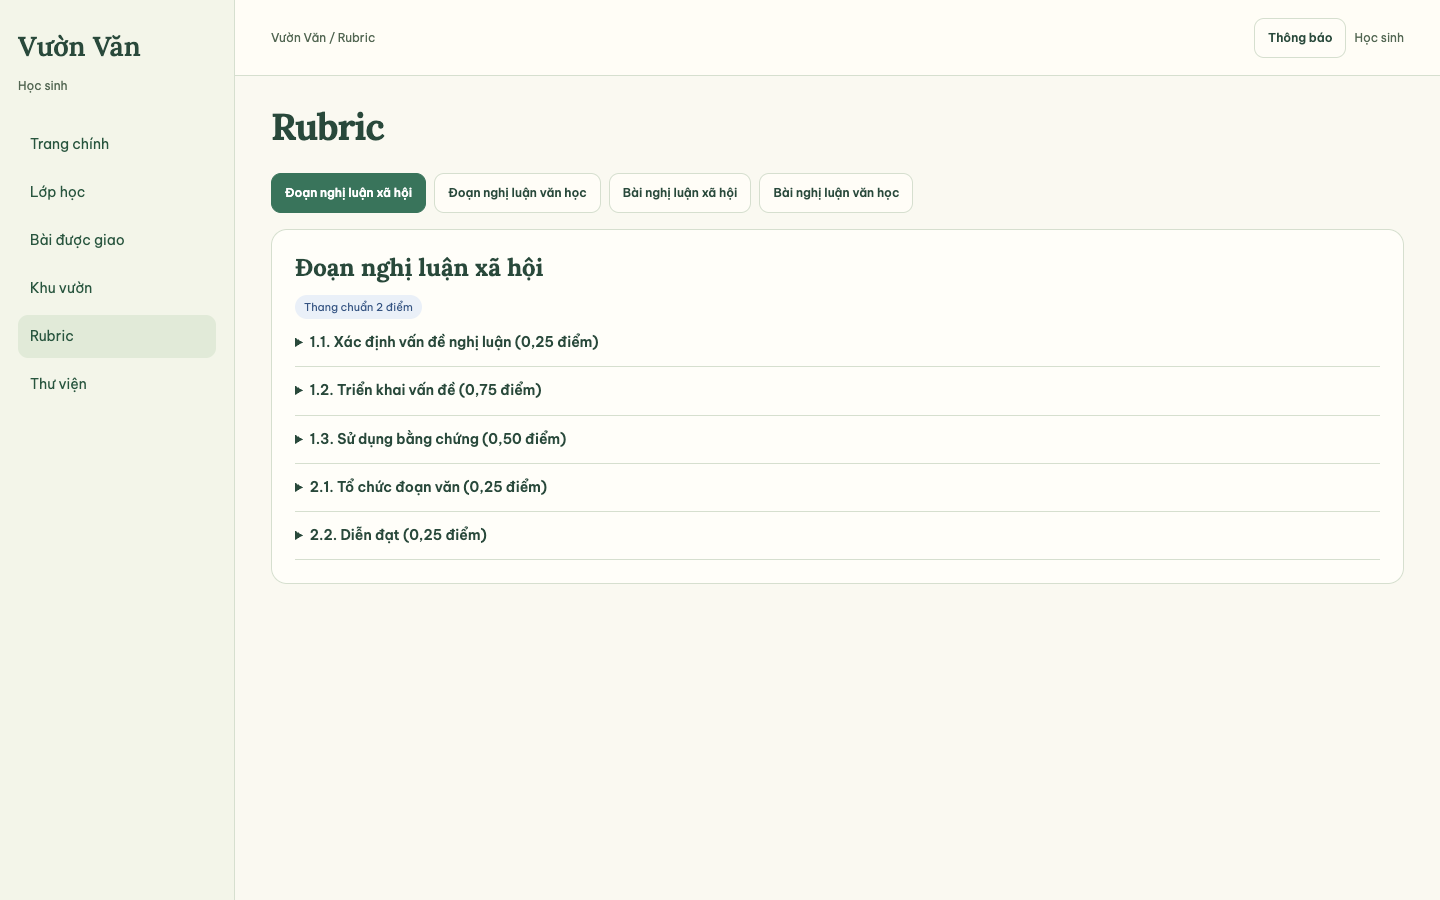 Vườn Văn
Học sinh
Trang chính
Lớp học
Bài được giao
Khu vườn
Rubric
Thư viện
Vườn Văn / Rubric
Thông báo
Học sinh
Rubric
Đoạn nghị luận xã hội
Đoạn nghị luận văn học
Bài nghị luận xã hội
Bài nghị luận văn học
Đoạn nghị luận xã hội
Thang chuẩn 2 điểm
1.1. Xác định vấn đề nghị luận (0,25 điểm)
1.2. Triển khai vấn đề (0,75 điểm)
1.3. Sử dụng bằng chứng (0,50 điểm)
2.1. Tổ chức đoạn văn (0,25 điểm)
2.2. Diễn đạt (0,25 điểm)